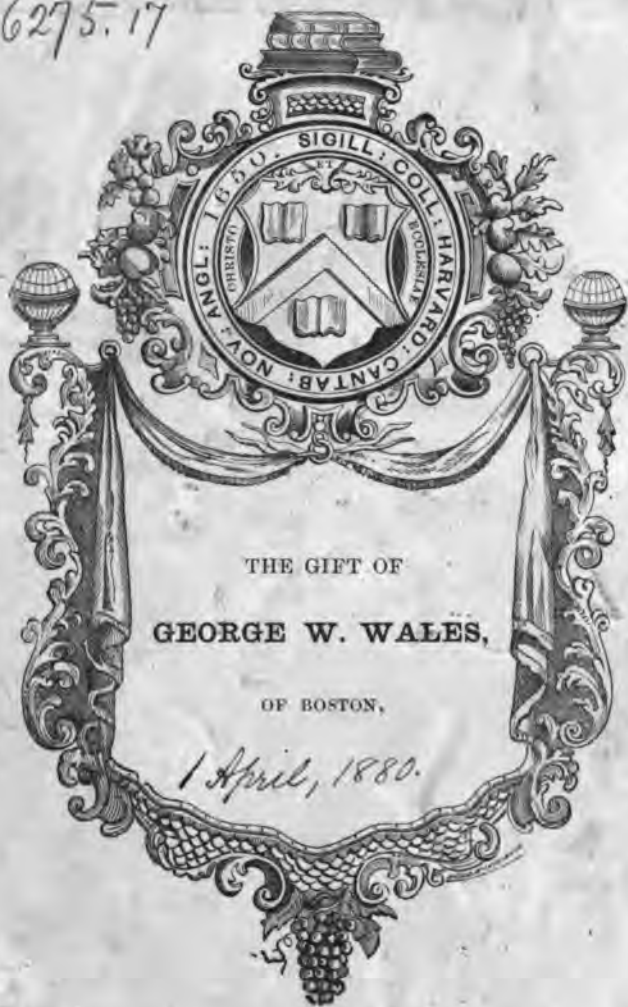 6275.17
SIGILL: COLL: HARVARD: CANTAB: NOV: ANGL: 1650.
ET
CHRISTO
ECCLESIAE
THE GIFT OF
GEORGE W. WALES,
OF BOSTON,
1 April, 1880.